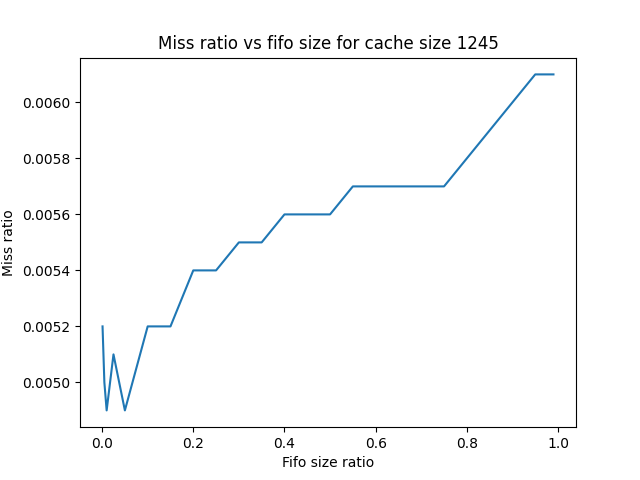 Miss ratio vs fifo size for cache size 1245
0.0060
0.0058
0.0056
0.0054
0.0052
0.0050
Miss ratio
0.0 0.2 0.4 0.6 0.8 1.0
Fifo size ratio